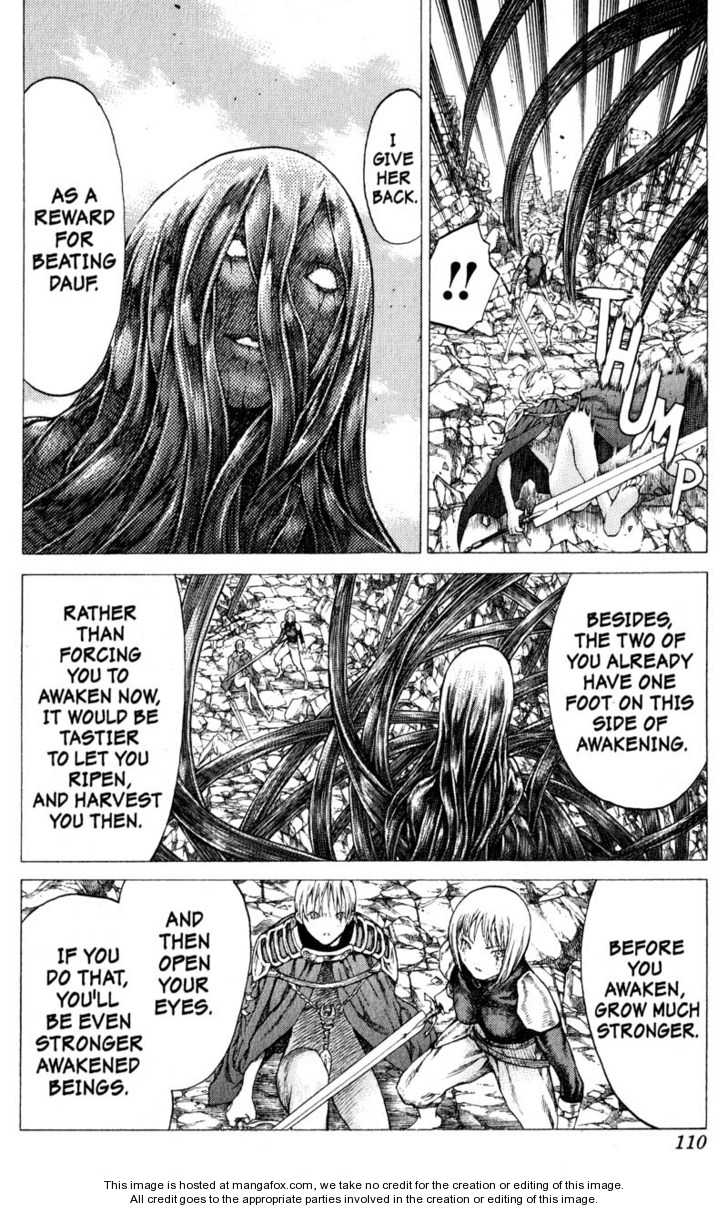 !!
THUMP
I
GIVE
HER
BACK.
AS A
REWARD
FOR
BEATING
DAUF.
BESIDES,
THE TWO OF
YOU ALREADY
HAVE ONE
FOOT ON THIS
SIDE OF
AWAKENING.
RATHER
THAN
FORCING
YOU TO
AWAKEN NOW,
IT WOULD BE
TASTIER
TO LET YOU
RIPEN,
AND HARVEST
YOU THEN.
BEFORE
YOU
AWAKEN,
GROW MUCH
STRONGER.
AND
THEN
OPEN
YOUR
EYES.
IF YOU
DO THAT,
YOU'LL
BE EVEN
STRONGER
AWAKENED
BEINGS.
110
This image is hosted at mangafox.com, we take no credit for the creation or editing of this image.
All credit goes to the appropriate parties involved in the creation or editing of this image.